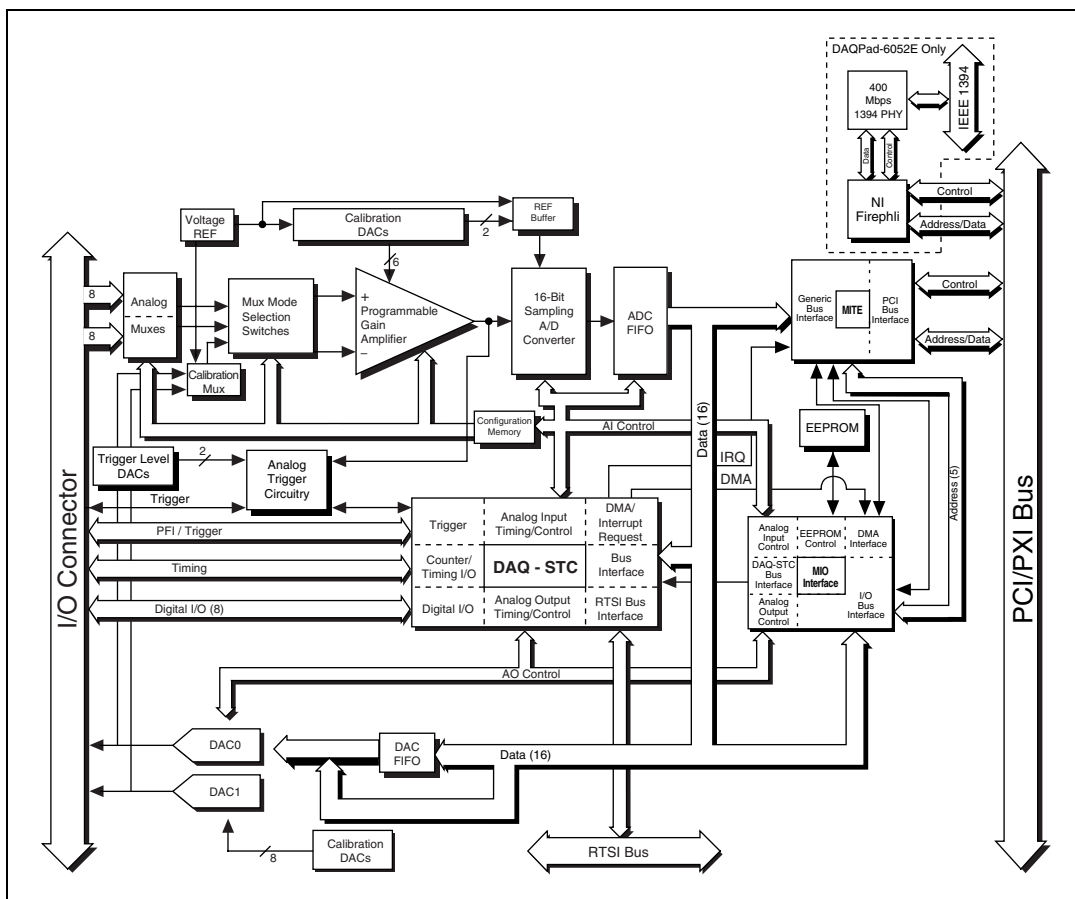 DAQPad-6052E Only
400
Mbps
1394 PHY
IEEE 1394
Data
Control
NI
Firephli
Control
Address/Data
PCI/PXI Bus
I/O Connector
Voltage
REF
Calibration
DACs
2
REF
Buffer
6
8
8
Analog
Muxes
Mux Mode
Selection
Switches
+
Programmable
Gain
Amplifier
–
16-Bit
Sampling
A/D
Converter
ADC
FIFO
Generic
Bus
Interface
MITE
PCI
Bus
Interface
Control
Address/Data
Calibration
Mux
Configuration
Memory
AI Control
Data (16)
EEPROM
Address (5)
Trigger Level
DACs
2
Analog
Trigger
Circuitry
IRQ
DMA
Trigger
PFI / Trigger
Timing
Digital I/O (8)
Trigger
Analog Input
Timing/Control
DMA/
Interrupt
Request
Counter/
Timing I/O
DAQ - STC
Bus
Interface
Digital I/O
Analog Output
Timing/Control
RTSI Bus
Interface
Analog
Input
Control
EEPROM
Control
DMA
Interface
DAQ-STC
Bus
Interface
MIO
Interface
I/O
Bus
Interface
Analog
Output
Control
AO Control
DAC0
DAC
FIFO
Data (16)
DAC1
8
Calibration
DACs
RTSI Bus